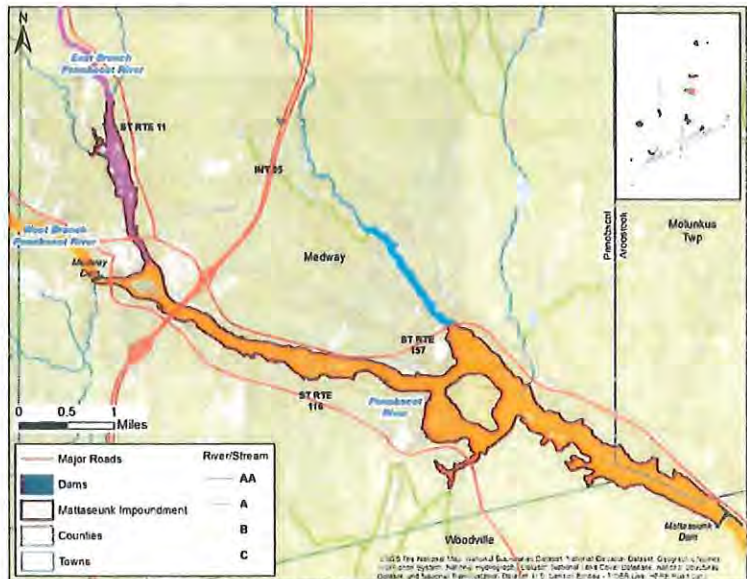 N
East Branch
Penobscot River
ST RTE 11
INT 95
West Branch
Penobscot River
Medway
Dam
Medway
Penobscot
Aroostook
Molunkus
Twp
ST RTE
157
ST RTE
116
Penobscot
River
0 0.5 1
Miles
Major Roads
Dams
Mattaseunk Impoundment
Counties
Towns
River/Stream
AA
A
B
C
Woodville
Mattaseunk
Dam